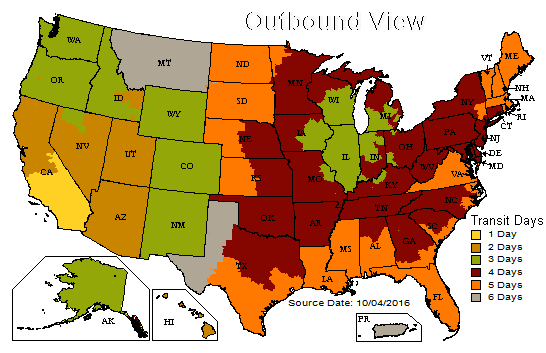 Outbound View
WA
MT
ND
MN
VT
ME
OR
ID
SD
WI
MI
NY
NH
MA
RI
CT
WY
NE
IA
PA
NJ
DE
MD
NV
UT
CO
KS
IL
IN
OH
WV
VA
CA
MO
KY
AZ
NM
OK
AR
TN
NC
SC
TX
LA
MS
AL
GA
FL
Transit Days
1 Day
2 Days
3 Days
4 Days
5 Days
6 Days
Source Date: 10/04/2016
AK
HI
PR